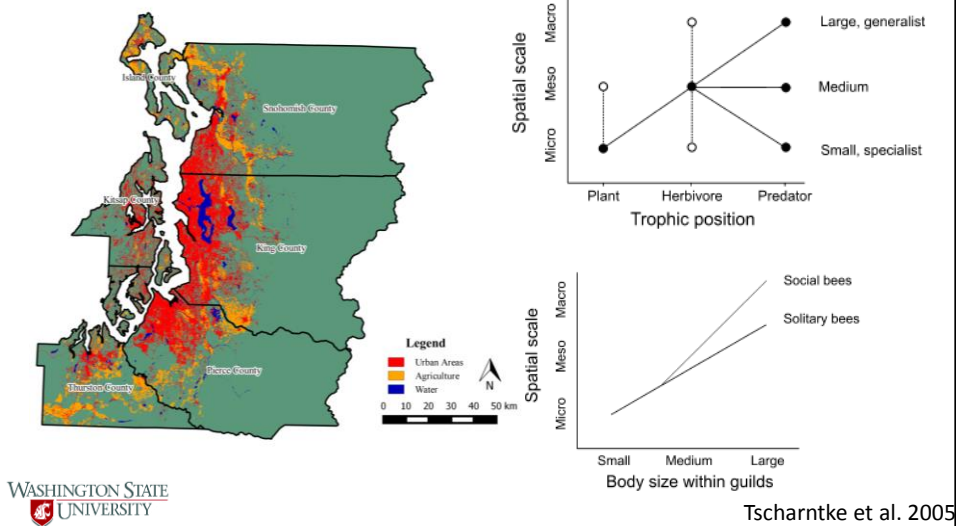 Island County
Snohomish County
Kitsap County
King County
Pierce County
Thurston County
Legend
Urban Areas
Agriculture
Water
N
0 10 20 30 40 50 km
WASHINGTON STATE
UNIVERSITY
Spatial scale
Macro
Meso
Micro
Large, generalist
Medium
Small, specialist
Plant Herbivore Predator
Trophic position
Spatial scale
Macro
Meso
Micro
Social bees
Solitary bees
Small Medium Large
Body size within guilds
Tscharntke et al. 2005